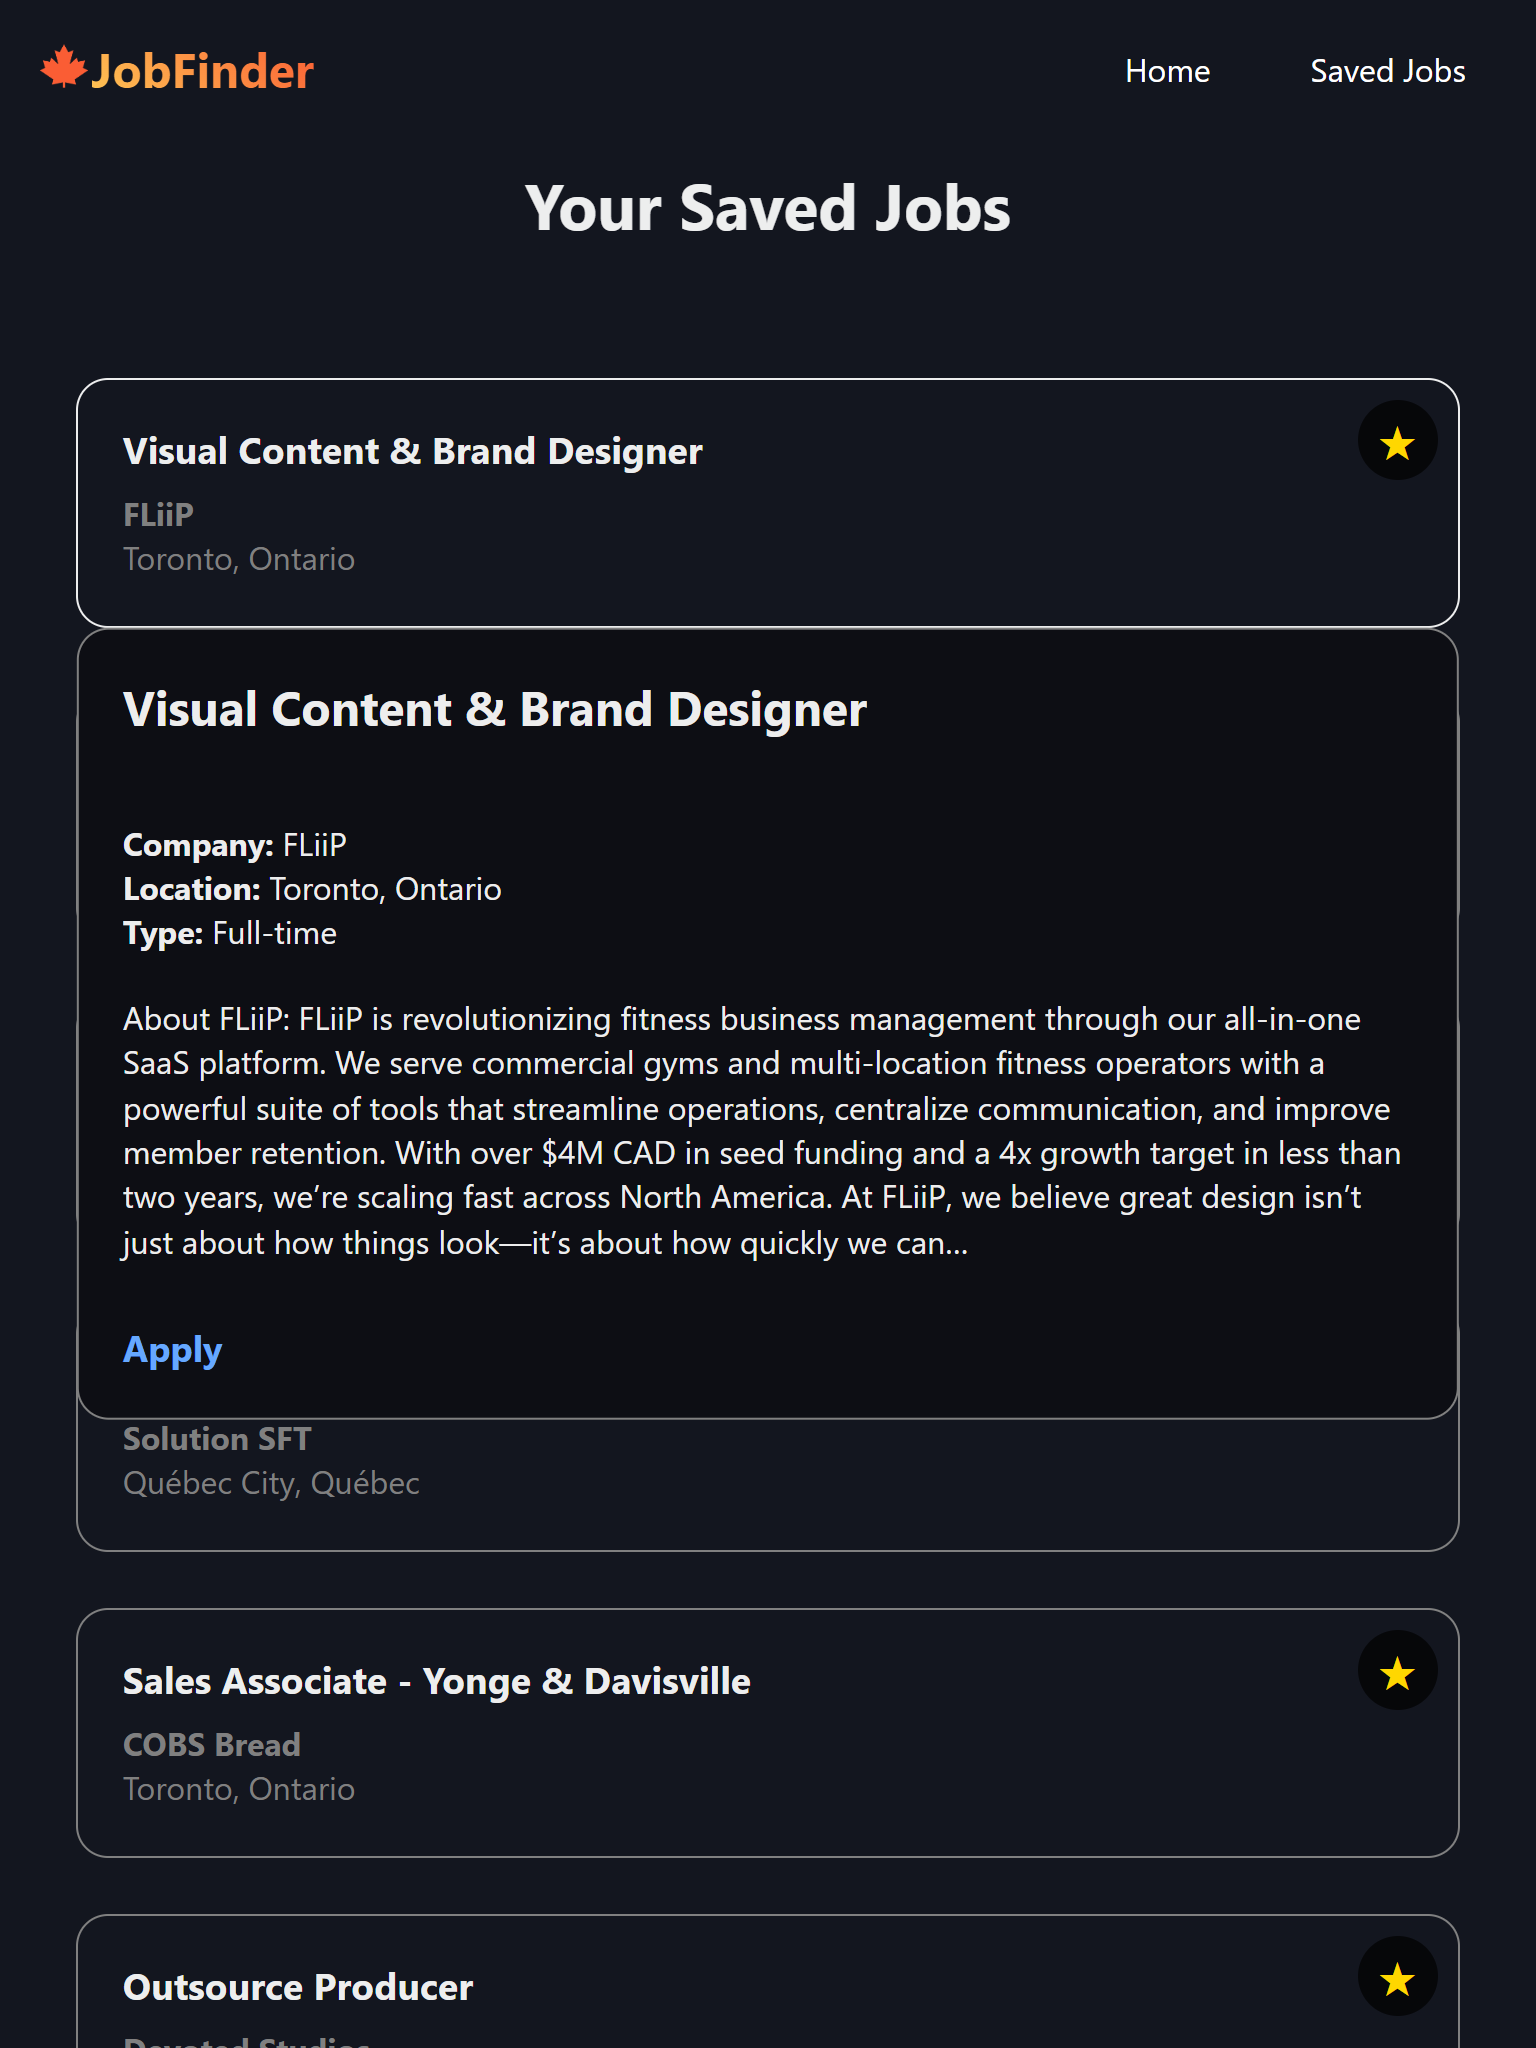 JobFinder
Home
Saved Jobs
Your Saved Jobs
Visual Content & Brand Designer
FLiiP
Toronto, Ontario
Visual Content & Brand Designer
Company: FLiiP
Location: Toronto, Ontario
Type: Full-time
About FLiiP: FLiiP is revolutionizing fitness business management through our all-in-one
SaaS platform. We serve commercial gyms and multi-location fitness operators with a
powerful suite of tools that streamline operations, centralize communication, and improve
member retention. With over $4M CAD in seed funding and a 4x growth target in less than
two years, we’re scaling fast across North America. At FLiiP, we believe great design isn’t
just about how things look—it’s about how quickly we can...
Apply
Solution SFT
Québec City, Québec
Sales Associate - Yonge & Davisville
COBS Bread
Toronto, Ontario
Outsource Producer
Devoted Studios